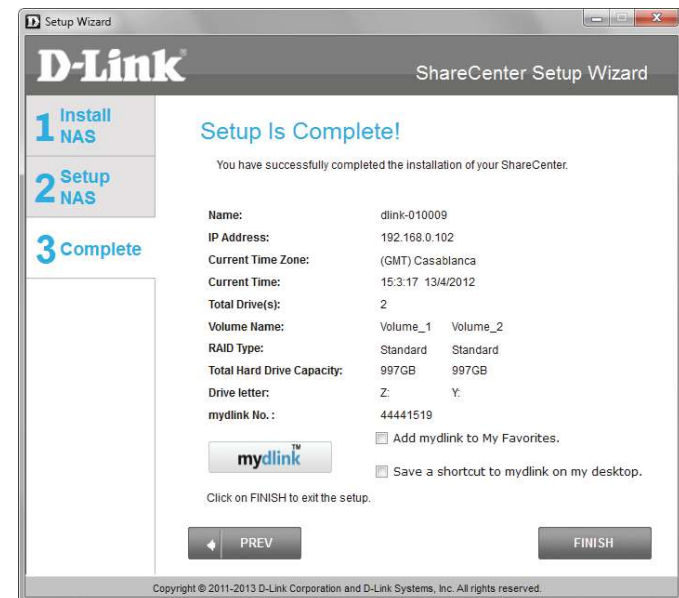 Setup Wizard
D-Link
ShareCenter Setup Wizard
1 Install NAS
2 Setup NAS
3 Complete
Setup Is Complete!
You have successfully completed the installation of your ShareCenter.
Name: dlink-010009
IP Address: 192.168.0.102
Current Time Zone: (GMT) Casablanca
Current Time: 15:3:17 13/4/2012
Total Drive(s): 2
Volume Name: Volume_1 Volume_2
RAID Type: Standard Standard
Total Hard Drive Capacity: 997GB 997GB
Drive letter: Z: Y:
mydlink No. : 44441519
mydlink™
Add mydlink to My Favorites.
Save a shortcut to mydlink on my desktop.
Click on FINISH to exit the setup.
PREV
FINISH
Copyright © 2011-2013 D-Link Corporation and D-Link Systems, Inc. All rights reserved.